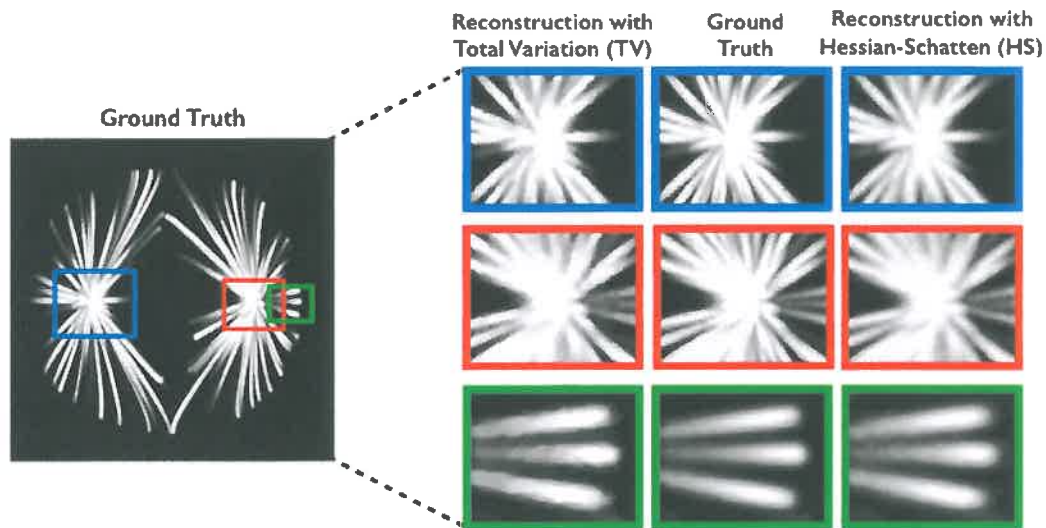 Reconstruction with
Total Variation (TV)
Ground
Truth
Reconstruction with
Hessian-Schatten (HS)
Ground Truth